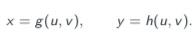 x = g(u, v), y = h(u, v).